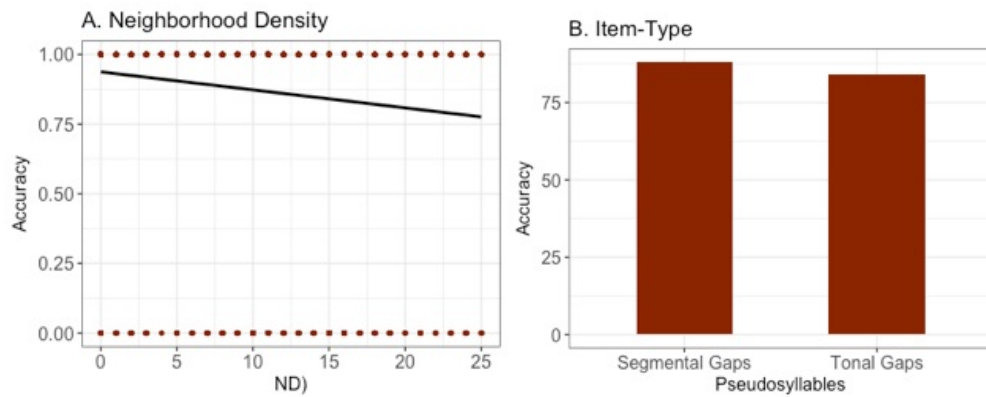 A. Neighborhood Density
1.00
0.75
0.50
0.25
0.00
Accuracy
0 5 10 15 20 25
ND)
B. Item-Type
75
50
25
0
Accuracy
Segmental Gaps Tonal Gaps
Pseudosyllables